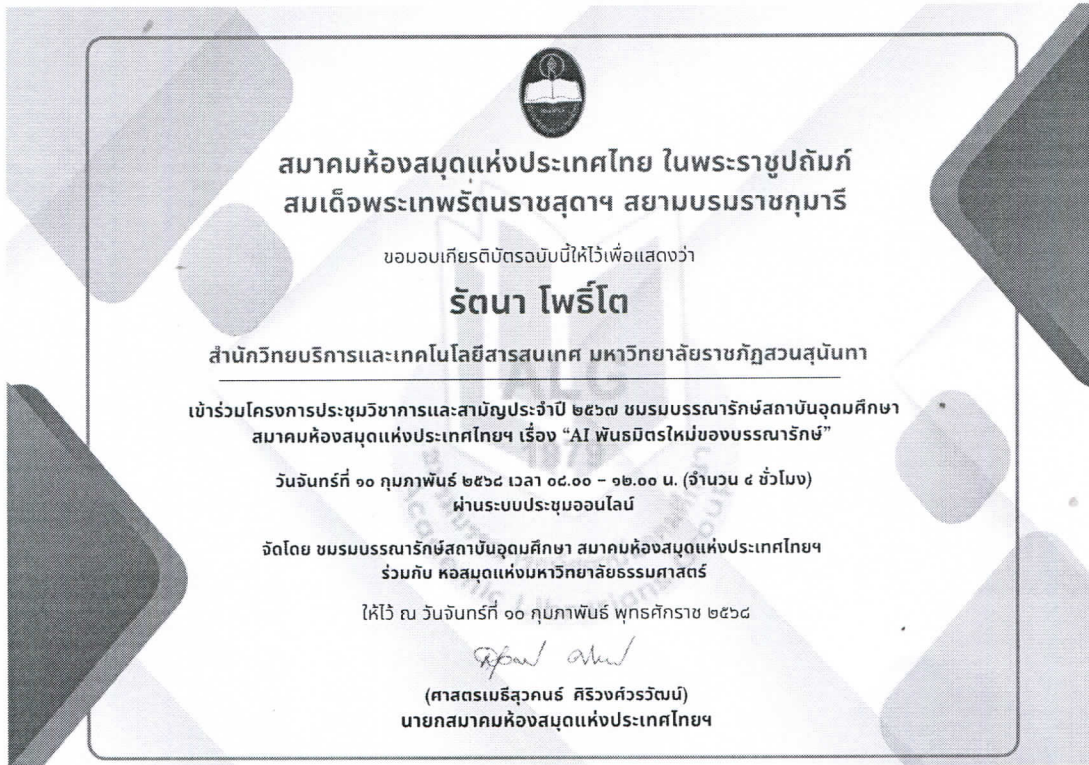 สมาคมห้องสมุดแห่งประเทศไทย ในพระราชูปถัมภ์
สมเด็จพระเทพรัตนราชสุดาฯ สยามบรมราชกุมารี
ขอมอบเกียรติบัตรฉบับนี้ให้ไว้เพื่อแสดงว่า
รัตนา โพธิ์โต
สำนักวิทยบริการและเทคโนโลยีสารสนเทศ มหาวิทยาลัยราชภัฏสวนสุนันทา
เข้าร่วมโครงการประชุมวิชาการและสามัญประจำปี ๒๕๖๗ ชมรมบรรณารักษ์สถาบันอุดมศึกษา
สมาคมห้องสมุดแห่งประเทศไทยฯ เรื่อง “AI พันธมิตรใหม่ของบรรณารักษ์”
วันจันทร์ที่ ๑๐ กุมภาพันธ์ ๒๕๖๘ เวลา ๐๘.๐๐ – ๑๒.๐๐ น. (จำนวน ๔ ชั่วโมง)
ผ่านระบบประชุมออนไลน์
จัดโดย ชมรมบรรณารักษ์สถาบันอุดมศึกษา สมาคมห้องสมุดแห่งประเทศไทยฯ
ร่วมกับ หอสมุดแห่งมหาวิทยาลัยธรรมศาสตร์
ให้ไว้ ณ วันจันทร์ที่ ๑๐ กุมภาพันธ์ พุทธศักราช ๒๕๖๘
(ศาสตรเมธีสุวคนธ์ ศิริวงศ์วรวัฒน์)
นายกสมาคมห้องสมุดแห่งประเทศไทยฯ
ALG
1979
Academic Librarians Group